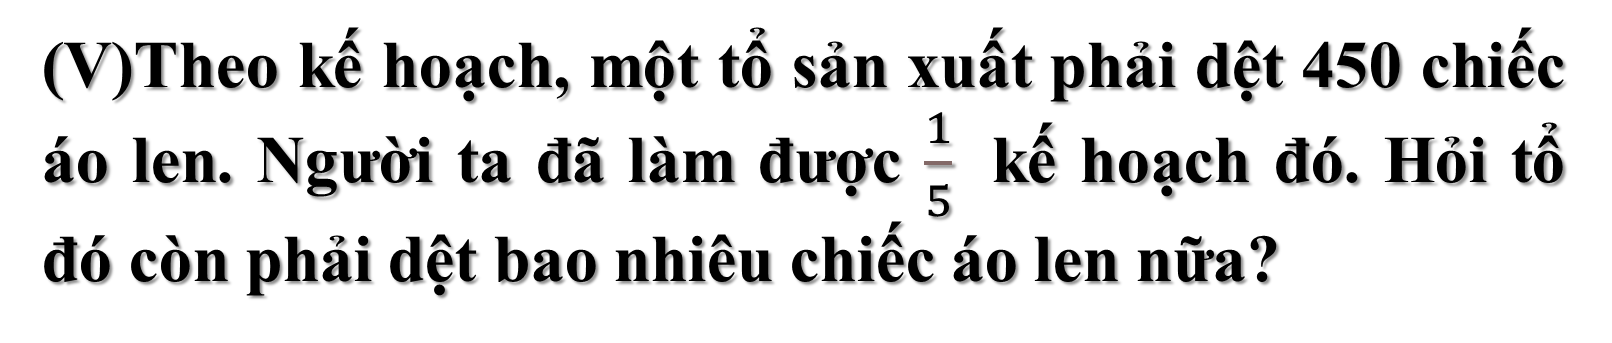 (V)Theo kế hoạch, một tổ sản xuất phải dệt 450 chiếc
áo len. Người ta đã làm được 1/5 kế hoạch đó. Hỏi tổ
đó còn phải dệt bao nhiêu chiếc áo len nữa?